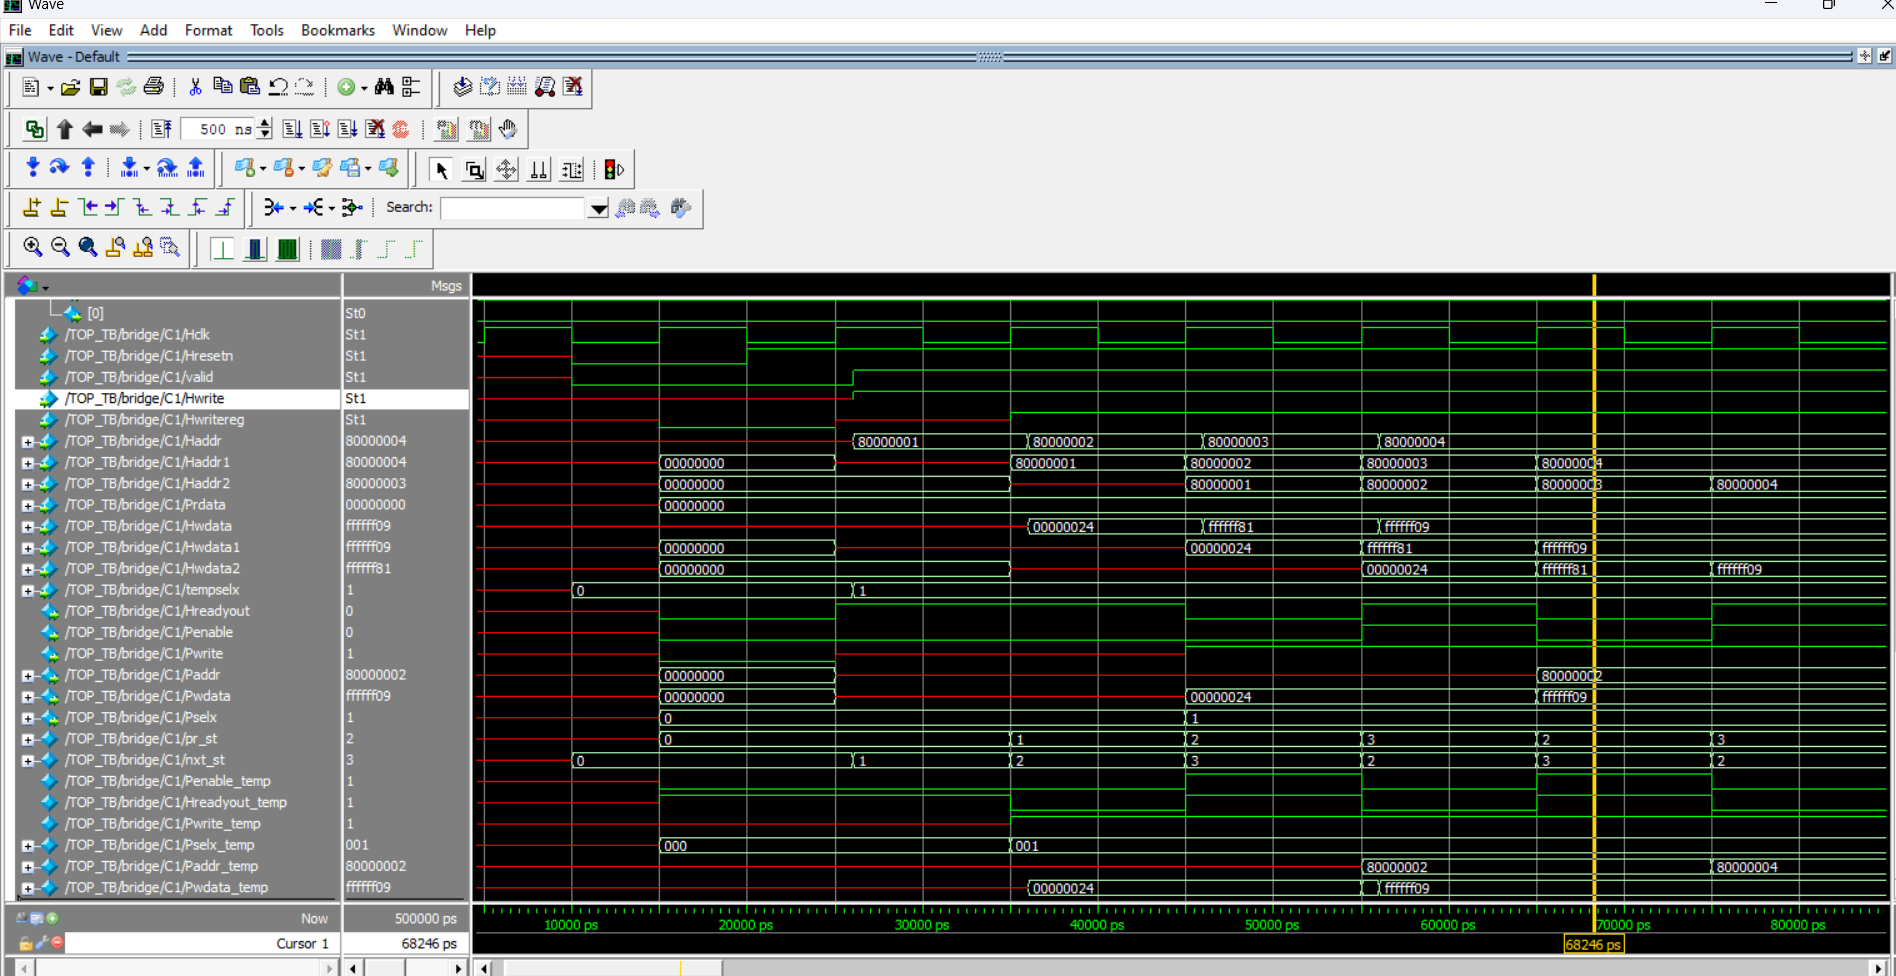 Wave
File Edit View Add Format Tools Bookmarks Window Help
Wave - Default
500 ns
Search:
Msgs
[0] St0
/TOP_TB/bridge/C1/Hclk St1
/TOP_TB/bridge/C1/Hresetn St1
/TOP_TB/bridge/C1/valid St1
/TOP_TB/bridge/C1/Hwrite St1
/TOP_TB/bridge/C1/Hwritereg St1
/TOP_TB/bridge/C1/Haddr 80000004 80000001 80000002 80000003 80000004
/TOP_TB/bridge/C1/Haddr1 80000004 00000000 80000001 80000002 80000003 80000004
/TOP_TB/bridge/C1/Haddr2 80000003 00000000 80000001 80000002 80000003 80000004
/TOP_TB/bridge/C1/Prdata 00000000 00000000
/TOP_TB/bridge/C1/Hwdata ffffff09 00000024 ffffff81 ffffff09
/TOP_TB/bridge/C1/Hwdata1 ffffff09 00000000 00000024 ffffff81 ffffff09
/TOP_TB/bridge/C1/Hwdata2 ffffff81 00000000 00000024 ffffff81 ffffff09
/TOP_TB/bridge/C1/tempselx 1 0 1
/TOP_TB/bridge/C1/Hreadyout 0
/TOP_TB/bridge/C1/Penable 0
/TOP_TB/bridge/C1/Pwrite 1
/TOP_TB/bridge/C1/Paddr 80000002 00000000 80000002
/TOP_TB/bridge/C1/Pwdata ffffff09 00000000 00000024 ffffff09
/TOP_TB/bridge/C1/Pselx 1 0 1
/TOP_TB/bridge/C1/pr_st 2 0 1 2 3 2 3
/TOP_TB/bridge/C1/nxt_st 3 0 1 2 3 2 3 2
/TOP_TB/bridge/C1/Penable_temp 1
/TOP_TB/bridge/C1/Hreadyout_temp 1
/TOP_TB/bridge/C1/Pwrite_temp 1
/TOP_TB/bridge/C1/Pselx_temp 001 000 001
/TOP_TB/bridge/C1/Paddr_temp 80000002 80000002 80000004
/TOP_TB/bridge/C1/Pwdata_temp ffffff09 00000024 ffffff09
Now 500000 ps 10000 ps 20000 ps 30000 ps 40000 ps 50000 ps 60000 ps 70000 ps 80000 ps
Cursor 1 68246 ps 68246 ps